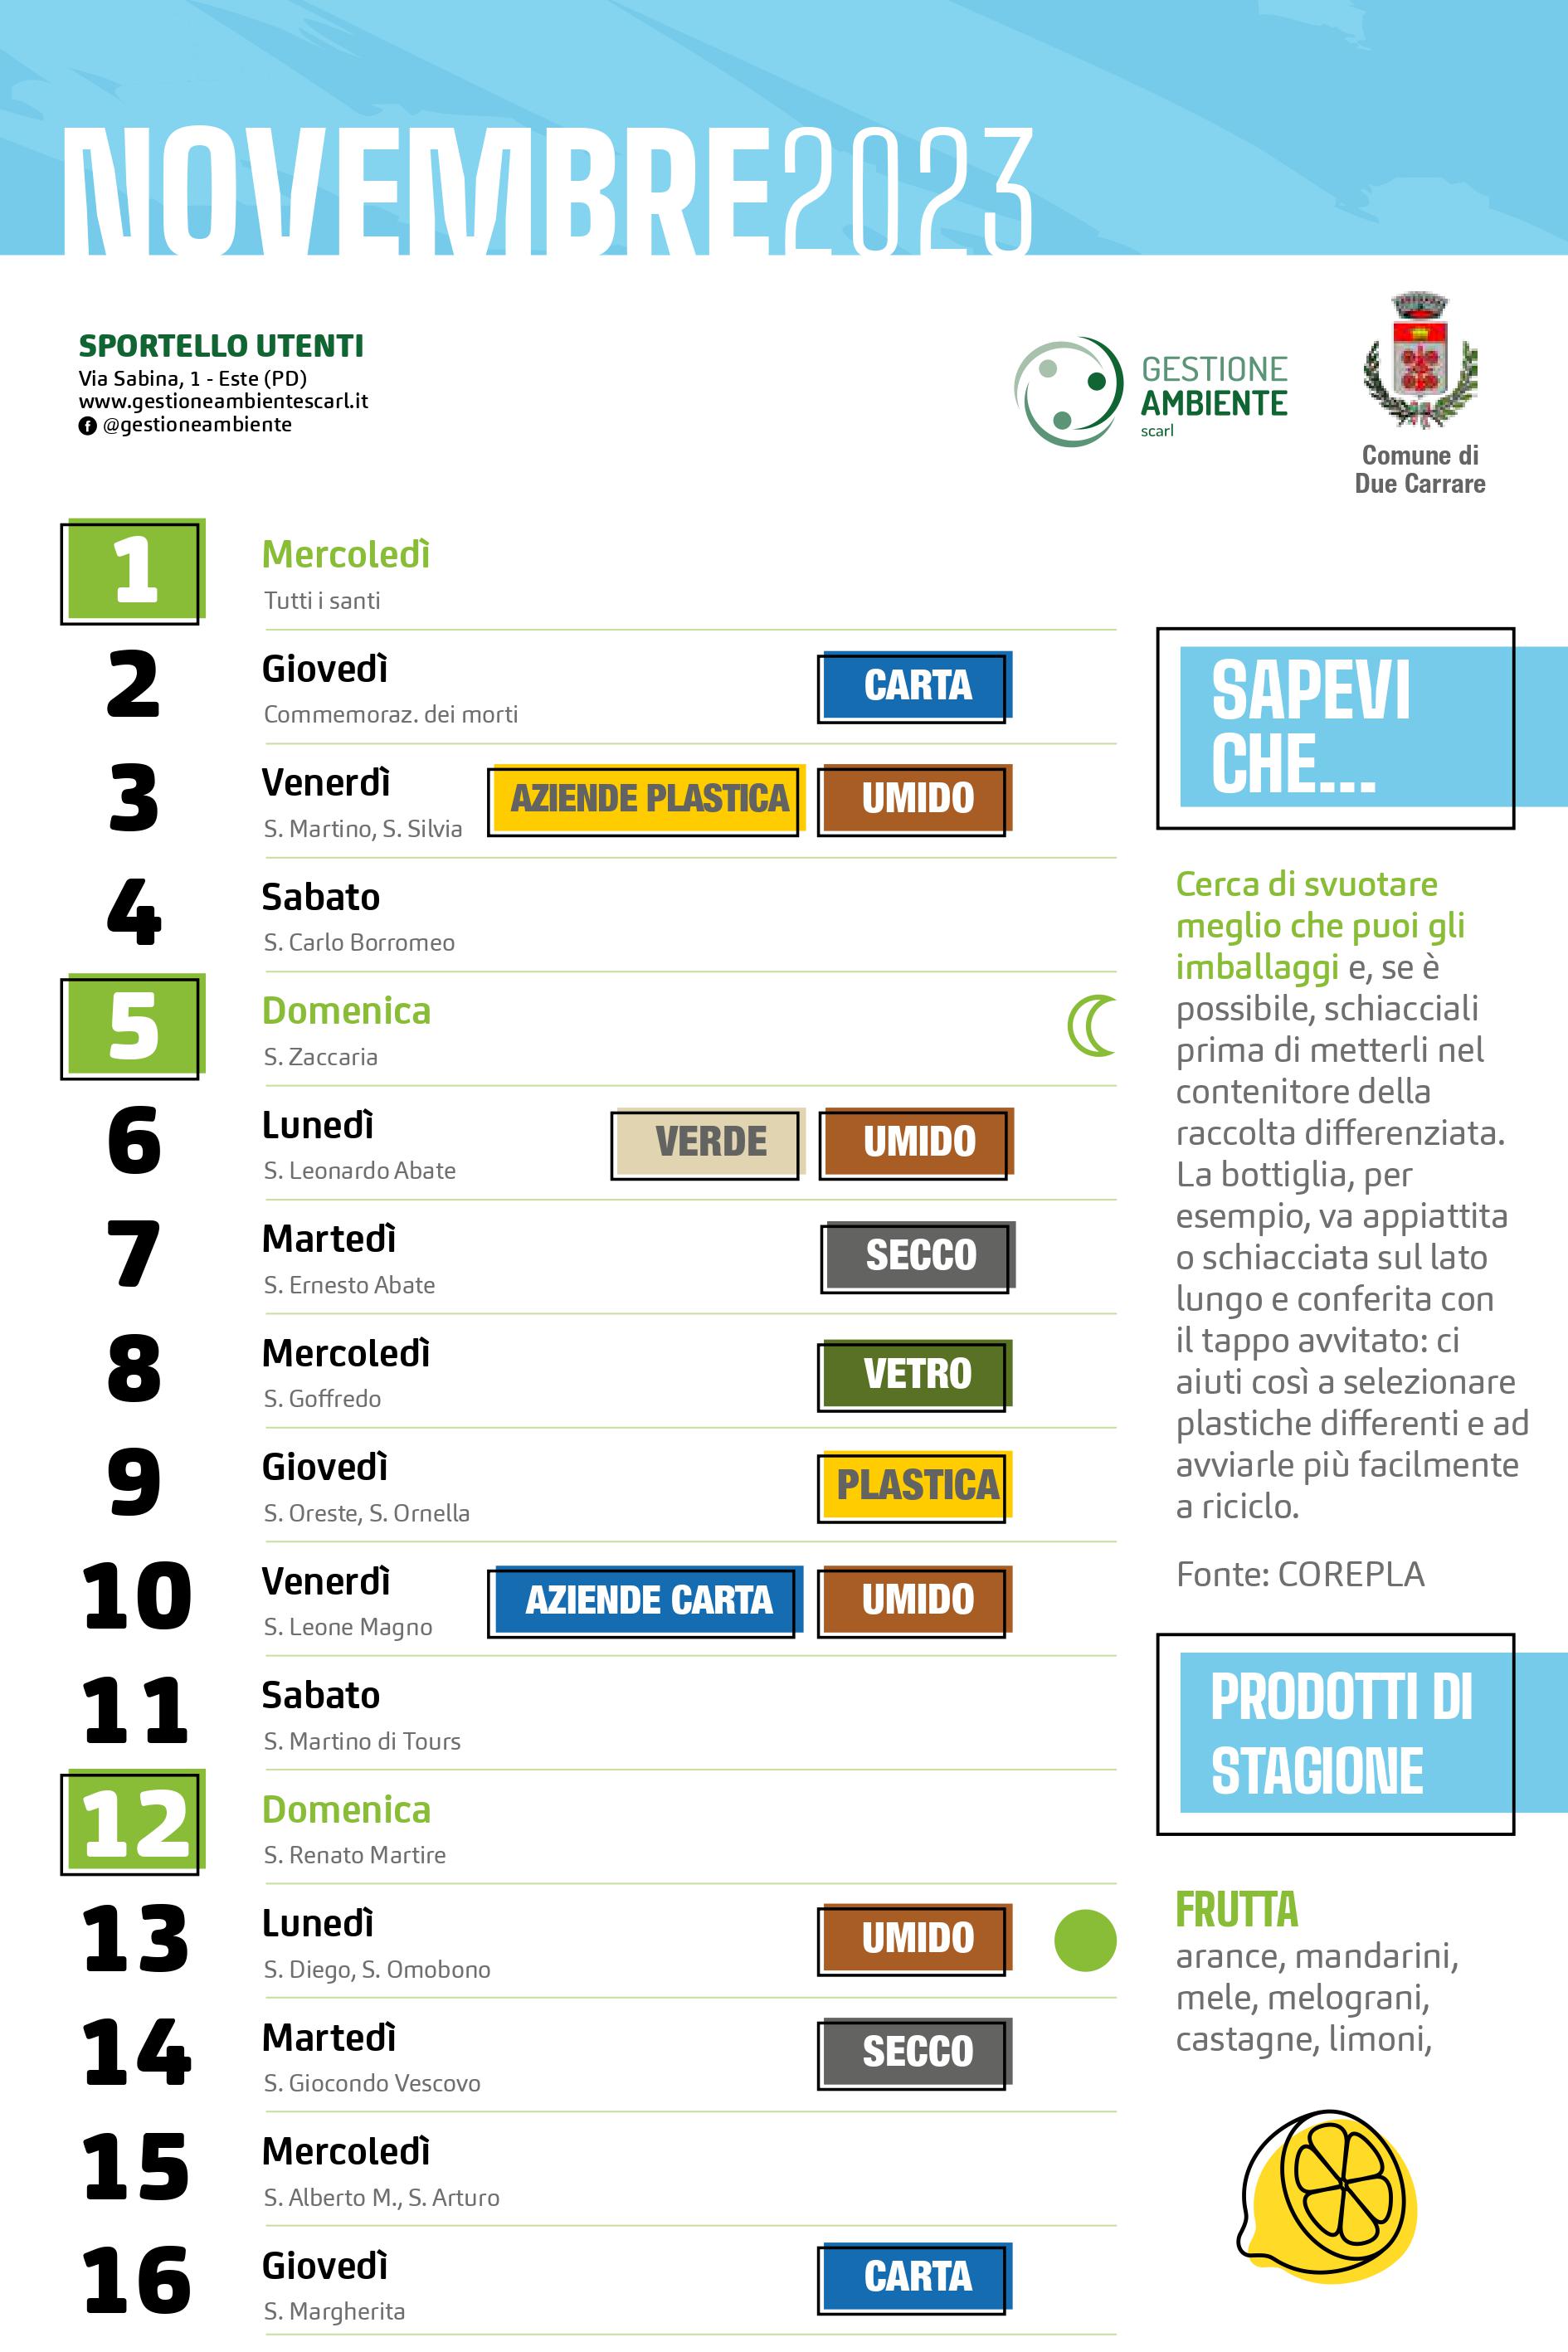 NOVEMBRE2023
SPORTELLO UTENTI
Via Sabina, 1 - Este (PD)
www.gestioneambientescarl.it
@gestioneambiente
GESTIONE
AMBIENTE
scarl
Comune di
Due Carrare
1 Mercoledì
Tutti i santi
2 Giovedì CARTA
Commemoraz. dei morti
3 Venerdì AZIENDE PLASTICA UMIDO
S. Martino, S. Silvia
4 Sabato
S. Carlo Borromeo
5 Domenica
S. Zaccaria
6 Lunedì VERDE UMIDO
S. Leonardo Abate
7 Martedì SECCO
S. Ernesto Abate
8 Mercoledì VETRO
S. Goffredo
9 Giovedì PLASTICA
S. Oreste, S. Ornella
10 Venerdì AZIENDE CARTA UMIDO
S. Leone Magno
11 Sabato
S. Martino di Tours
12 Domenica
S. Renato Martire
13 Lunedì UMIDO
S. Diego, S. Omobono
14 Martedì SECCO
S. Giocondo Vescovo
15 Mercoledì
S. Alberto M., S. Arturo
16 Giovedì CARTA
S. Margherita
SAPEVI
CHE...
Cerca di svuotare
meglio che puoi gli
imballaggi e, se è
possibile, schiacciali
prima di metterli nel
contenitore della
raccolta differenziata.
La bottiglia, per
esempio, va appiattita
o schiacciata sul lato
lungo e conferita con
il tappo avvitato: ci
aiuti così a selezionare
plastiche differenti e ad
avviarle più facilmente
a riciclo.
Fonte: COREPLA
PRODOTTI DI
STAGIONE
FRUTTA
arance, mandarini,
mele, melograni,
castagne, limoni,